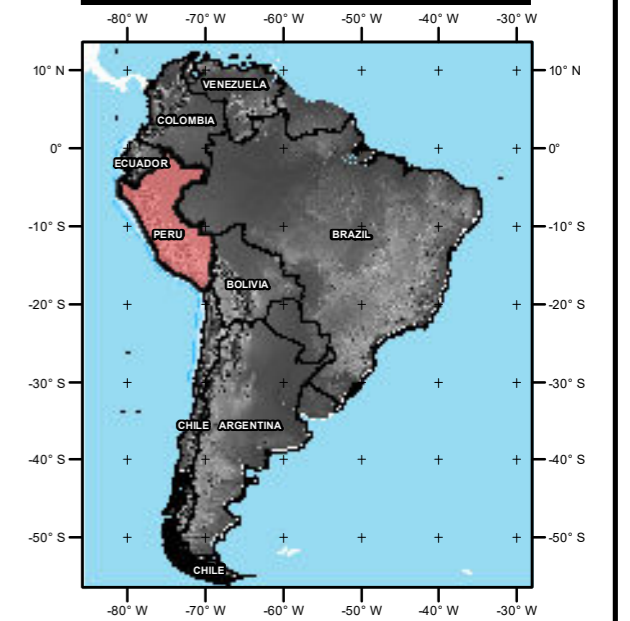 -80° W -70° W -60° W -50° W -40° W -30° W
10° N 10° N
VENEZUELA
COLOMBIA
0° 0°
ECUADOR
-10° S -10° S
PERU BRAZIL
BOLIVIA
-20° S -20° S
-30° S -30° S
CHILE ARGENTINA
-40° S -40° S
-50° S -50° S
CHILE
-80° W -70° W -60° W -50° W -40° W -30° W